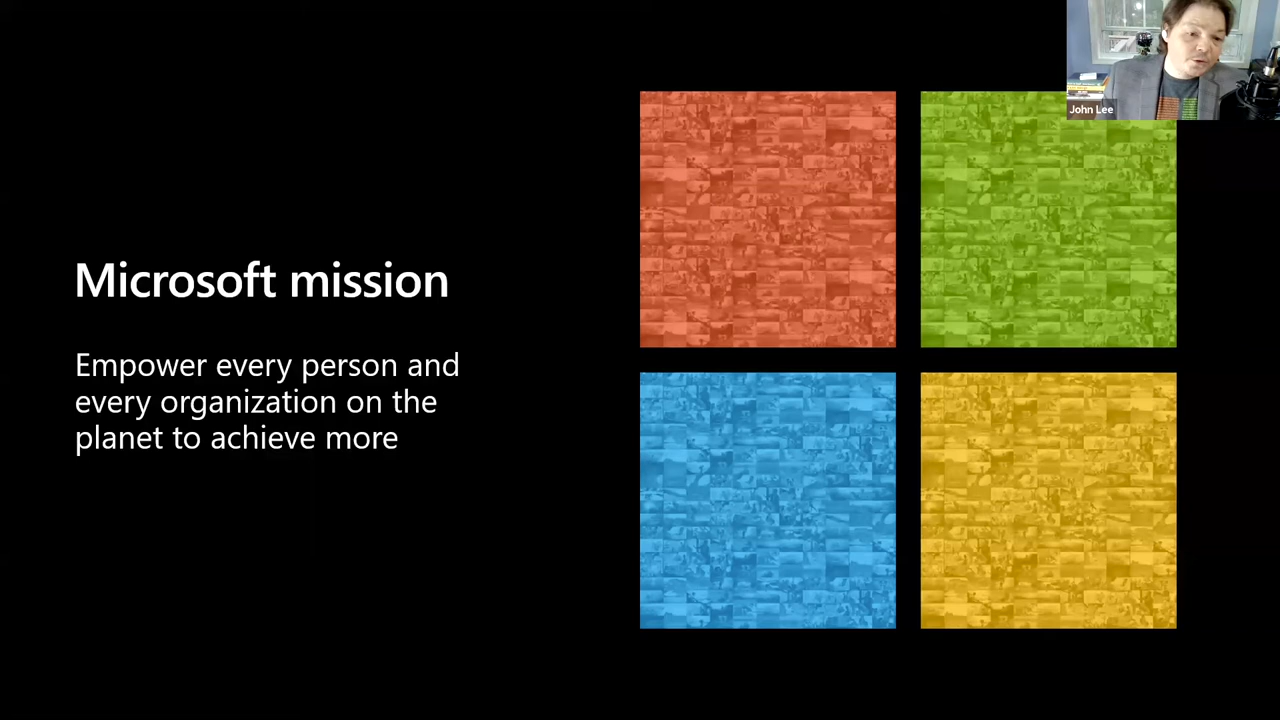 John Lee
Microsoft mission
Empower every person and
every organization on the
planet to achieve more